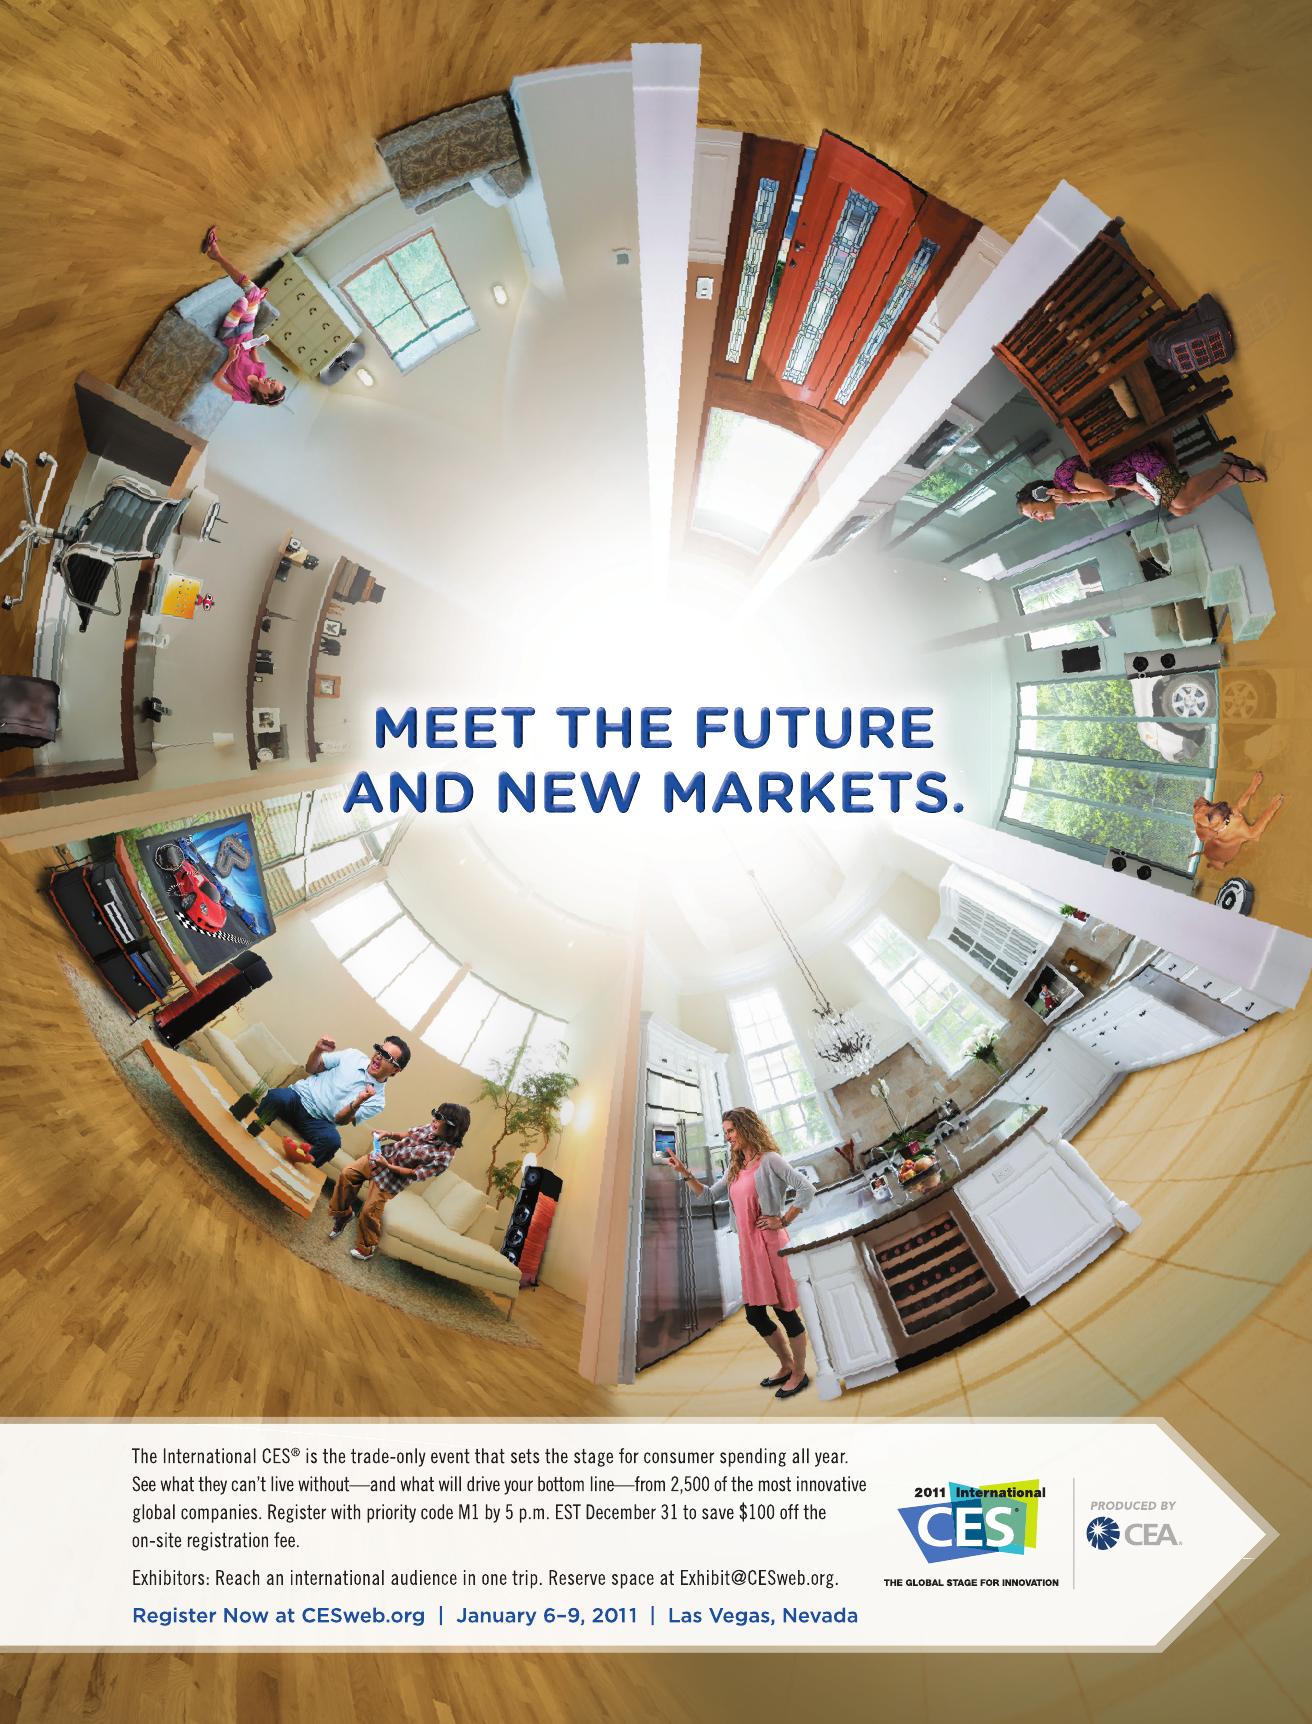 MEET THE FUTURE
AND NEW MARKETS.
The International CES® is the trade-only event that sets the stage for consumer spending all year.
See what they can't live without—and what will drive your bottom line—from 2,500 of the most innovative
global companies. Register with priority code M1 by 5 p.m. EST December 31 to save $100 off the
on-site registration fee.
Exhibitors: Reach an international audience in one trip. Reserve space at Exhibit@CESweb.org.
Register Now at CESweb.org | January 6–9, 2011 | Las Vegas, Nevada
2011 International
CES®
THE GLOBAL STAGE FOR INNOVATION
PRODUCED BY
CEA®